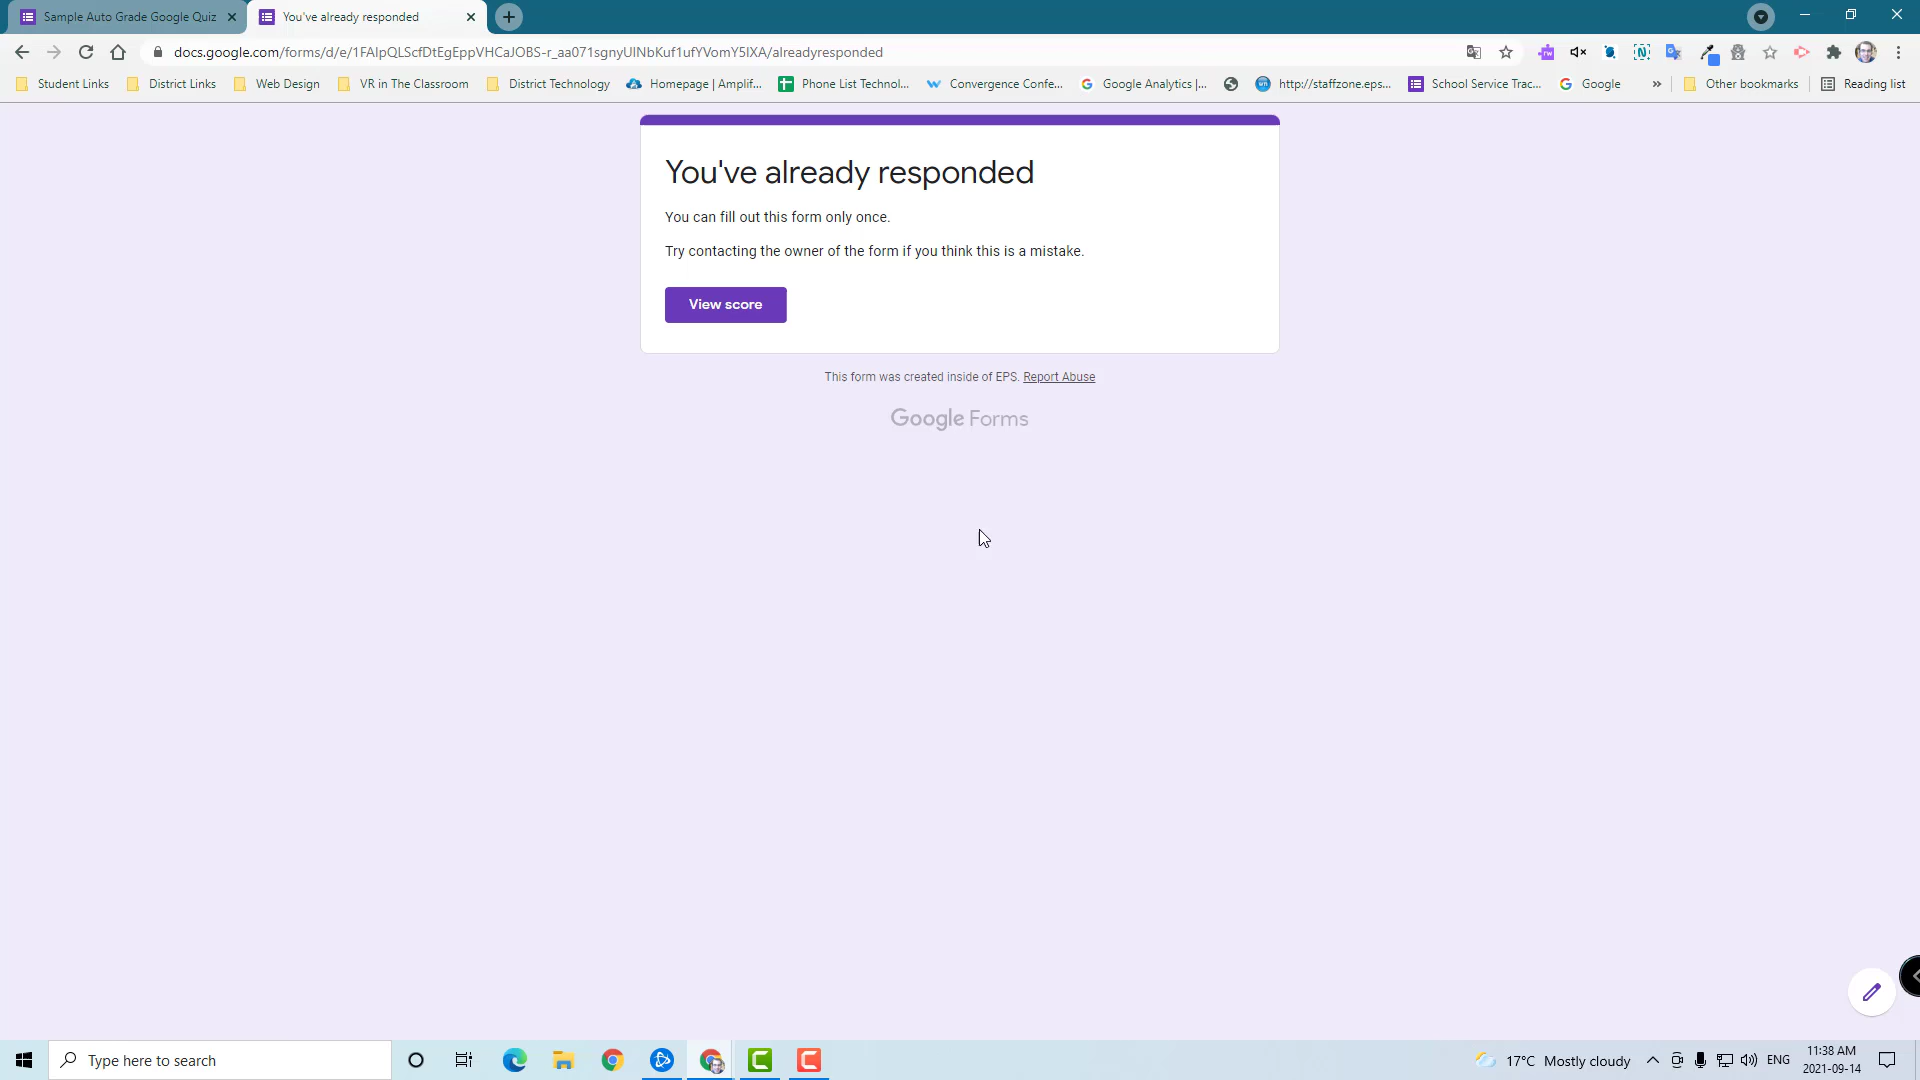 Sample Auto Grade Google Quiz
You've already responded
docs.google.com/forms/d/e/1FAIpQLScfDtEgEppVHCaJOBS-r_aa071sgnyUINbKuf1ufYVomY5IXA/alreadyresponded
Student Links
District Links
Web Design
VR in The Classroom
District Technology
Homepage | Amplif...
Phone List Technol...
Convergence Confe...
Google Analytics |...
http://staffzone.eps...
School Service Trac...
Google
Other bookmarks
Reading list
You've already responded
You can fill out this form only once.
Try contacting the owner of the form if you think this is a mistake.
View score
This form was created inside of EPS. Report Abuse
Google Forms
Type here to search
17°C Mostly cloudy
ENG
11:38 AM
2021-09-14